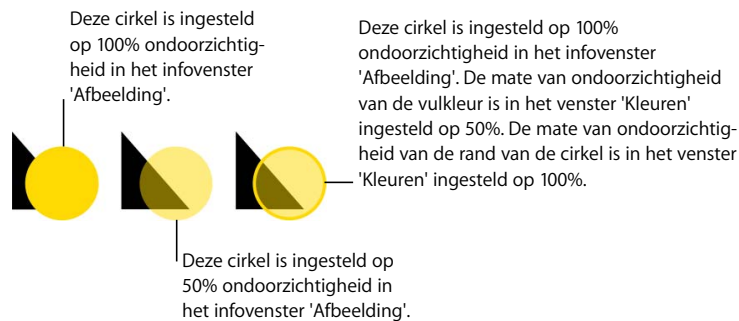 Deze cirkel is ingesteld
op 100% ondoorzichtig-
heid in het infovenster
'Afbeelding'.
Deze cirkel is ingesteld op 100%
ondoorzichtigheid in het infovenster
'Afbeelding'. De mate van ondoorzichtigheid
van de vulkleur is in het venster 'Kleuren'
ingesteld op 50%. De mate van ondoorzichtig-
heid van de rand van de cirkel is in het venster
'Kleuren' ingesteld op 100%.
Deze cirkel is ingesteld op
50% ondoorzichtigheid in
het infovenster 'Afbeelding'.